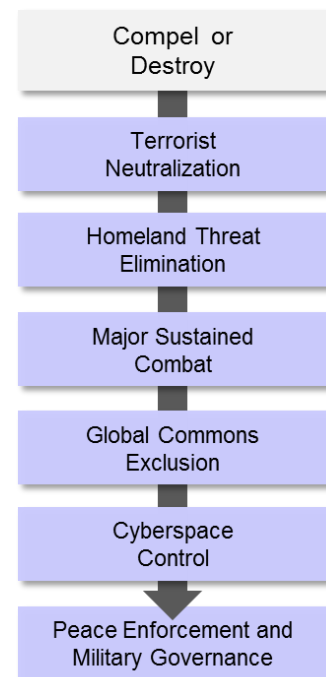 Compel or
Destroy
Terrorist
Neutralization
Homeland Threat
Elimination
Major Sustained
Combat
Global Commons
Exclusion
Cyberspace
Control
Peace Enforcement and
Military Governance